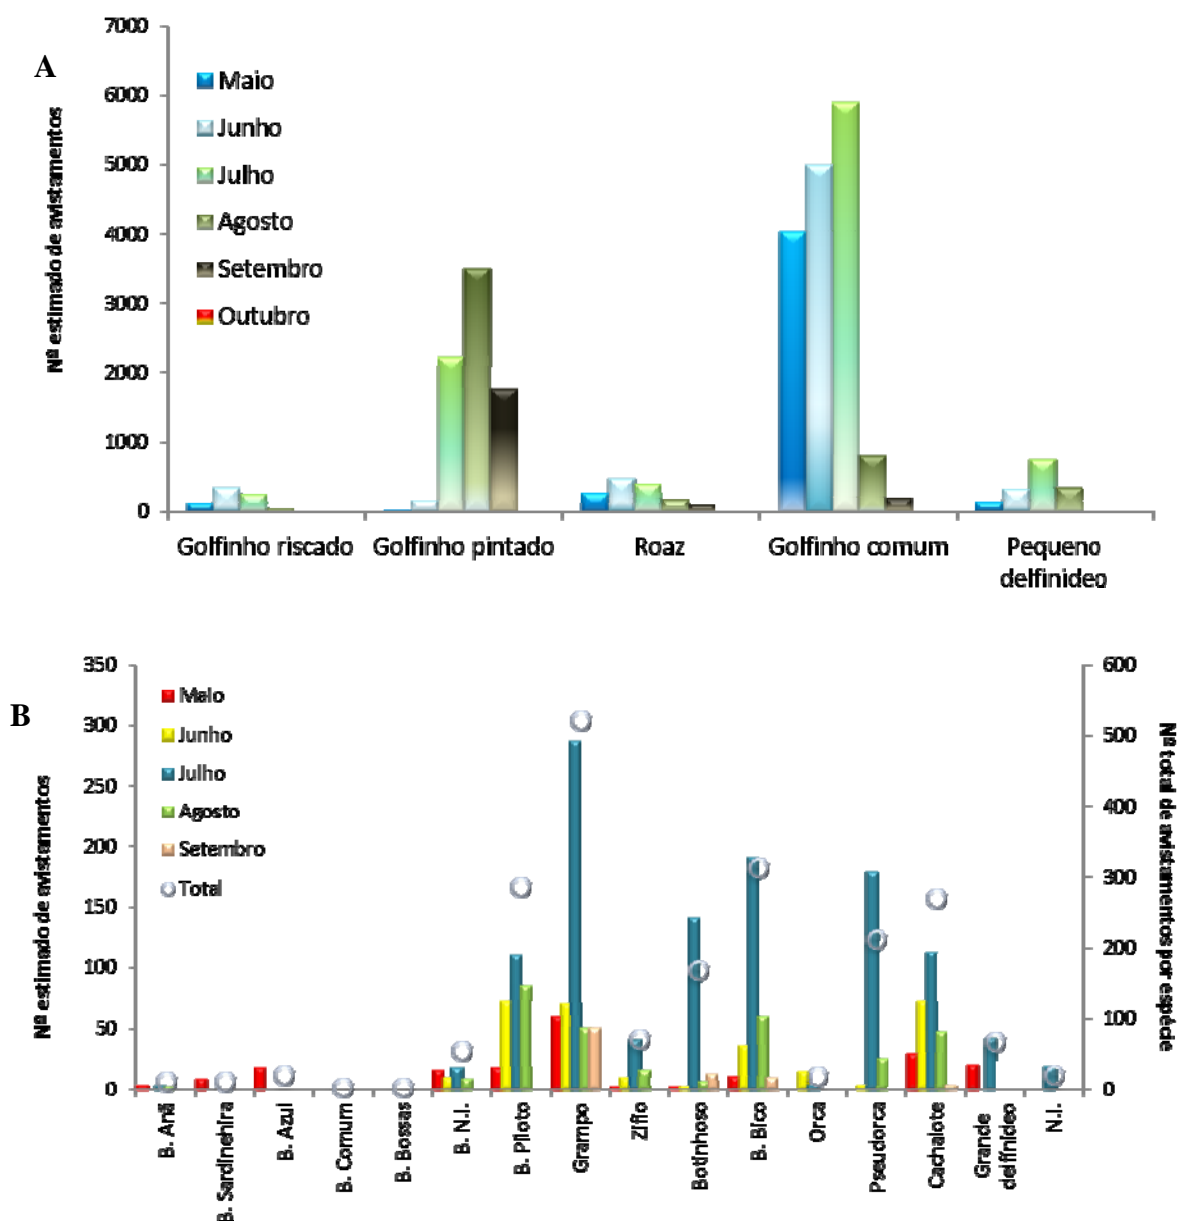 A
Nº estimado de avistamentos
7000
6000
5000
4000
3000
2000
1000
0
Maio
Junho
Julho
Agosto
Setembro
Outubro
Golfinho riscado
Golfinho pintado
Roaz
Golfinho comum
Pequeno
delfinideo
B
Nº estimado de avistamentos
350
300
250
200
150
100
50
0
Maio
Junho
Julho
Agosto
Setembro
Total
600
500
400
300
200
100
0
Nº total de avistamentos por espécie
B. Anã
B. Sardinehira
B. Azul
B. Comum
B. Bossas
B. N.I.
B. Piloto
Grampo
Zífio
Botinhoso
B. Bico
Orca
Pseudorca
Cachalote
Grande
delfinídeo
N.I.